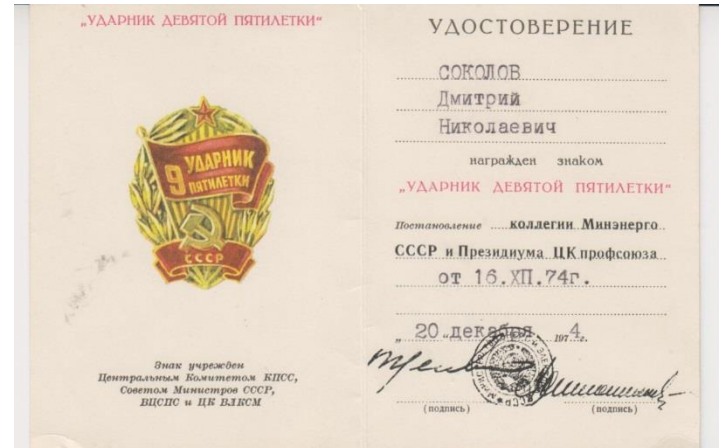 „УДАРНИК ДЕВЯТОЙ ПЯТИЛЕТКИ“
9 УДАРНИК
ПЯТИЛЕТКИ
СССР
Знак учрежден
Центральным Комитетом КПСС,
Советом Министров СССР,
ВЦСПС и ЦК ВЛКСМ
УДОСТОВЕРЕНИЕ
СОКОЛОВ
Дмитрий
Николаевич
награжден знаком
„УДАРНИК ДЕВЯТОЙ ПЯТИЛЕТКИ“
Постановление коллегии Минэнерго
СССР и Президиума ЦК профсоюза
от 16.XII.74г.
„20 декабря 1974 г.
(подпись) (подпись)